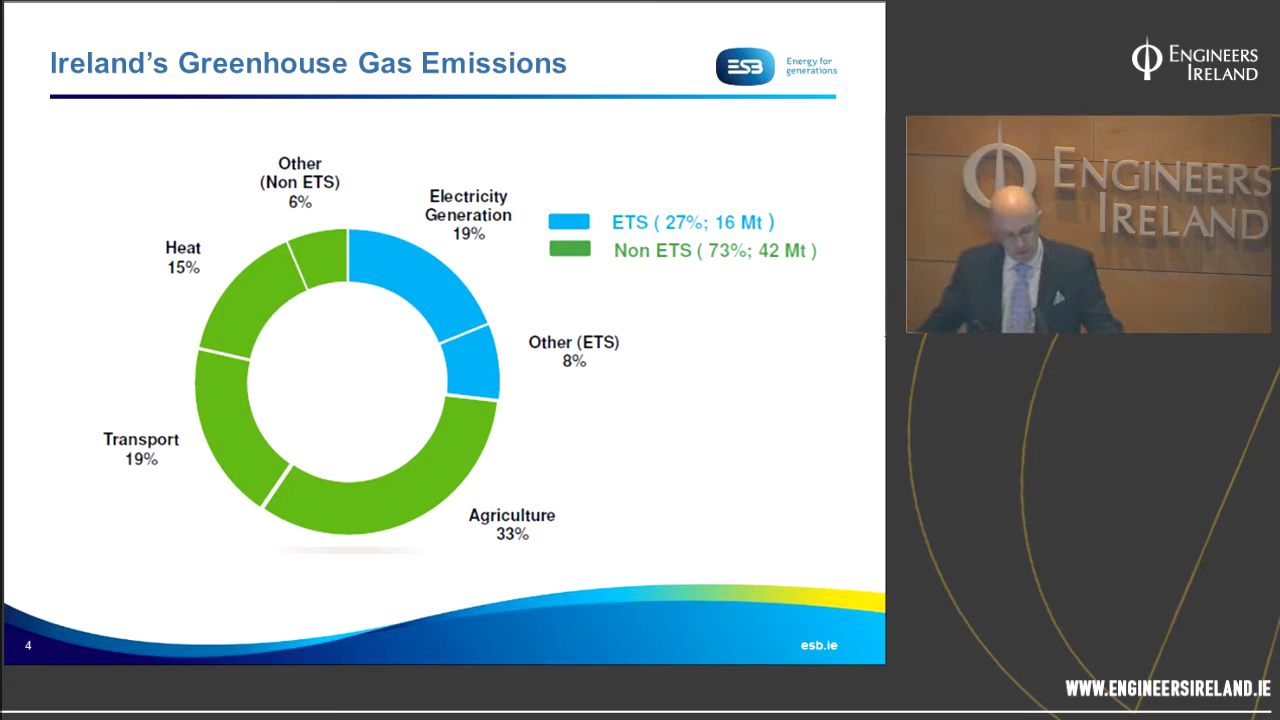 Ireland's Greenhouse Gas Emissions
ESB
Energy for
generations
Other
(Non ETS)
6%
Electricity
Generation
19%
ETS ( 27%; 16 Mt )
Non ETS ( 73%; 42 Mt )
Heat
15%
Other (ETS)
8%
Transport
19%
Agriculture
33%
4
esb.ie
ENGINEERS
IRELAND
ENGINEERS
IRELAND
WWW.ENGINEERSIRELAND.IE